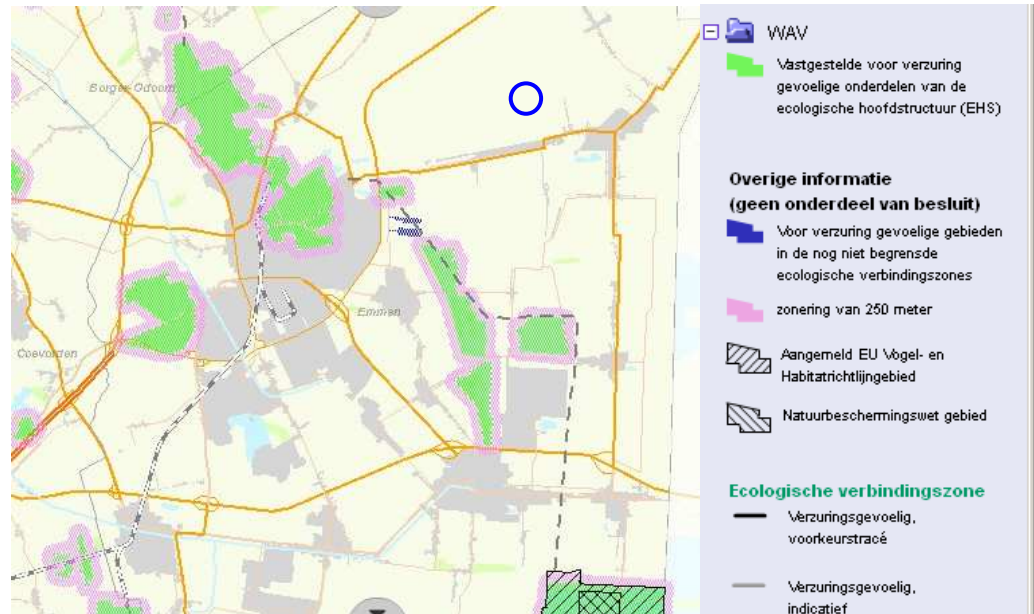 Borger-Odoorn
Emmen
Coevorden
WAV
Vastgestelde voor verzuring
gevoelige onderdelen van de
ecologische hoofdstructuur (EHS)
Overige informatie
(geen onderdeel van besluit)
Voor verzuring gevoelige gebieden
in de nog niet begrensde
ecologische verbindingszones
zonering van 250 meter
Aangemeld EU Vogel- en
Habitatrichtlijngebied
Natuurbeschermingswet gebied
Ecologische verbindingszone
Verzuringsgevoelig,
voorkeurstracé
Verzuringsgevoelig,
indicatief